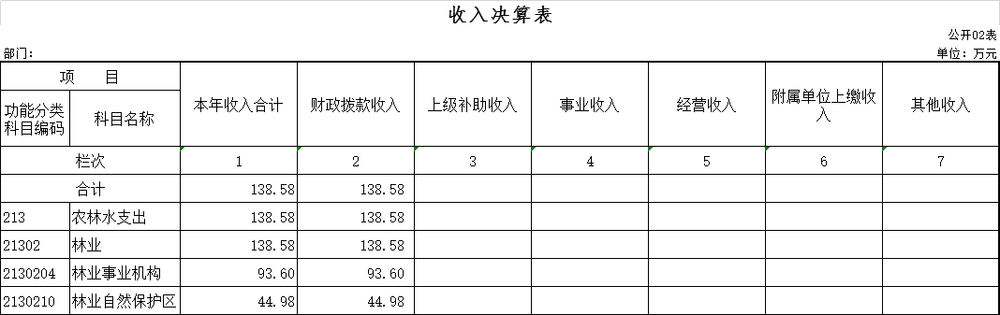 收入决算表
公开02表
部门： 单位：万元
项 目 本年收入合计 财政拨款收入 上级补助收入 事业收入 经营收入 附属单位上缴收入 其他收入
功能分类科目编码 科目名称
栏次 1 2 3 4 5 6 7
合计 138.58 138.58
213 农林水支出 138.58 138.58
21302 林业 138.58 138.58
2130204 林业事业机构 93.60 93.60
2130210 林业自然保护区 44.98 44.98